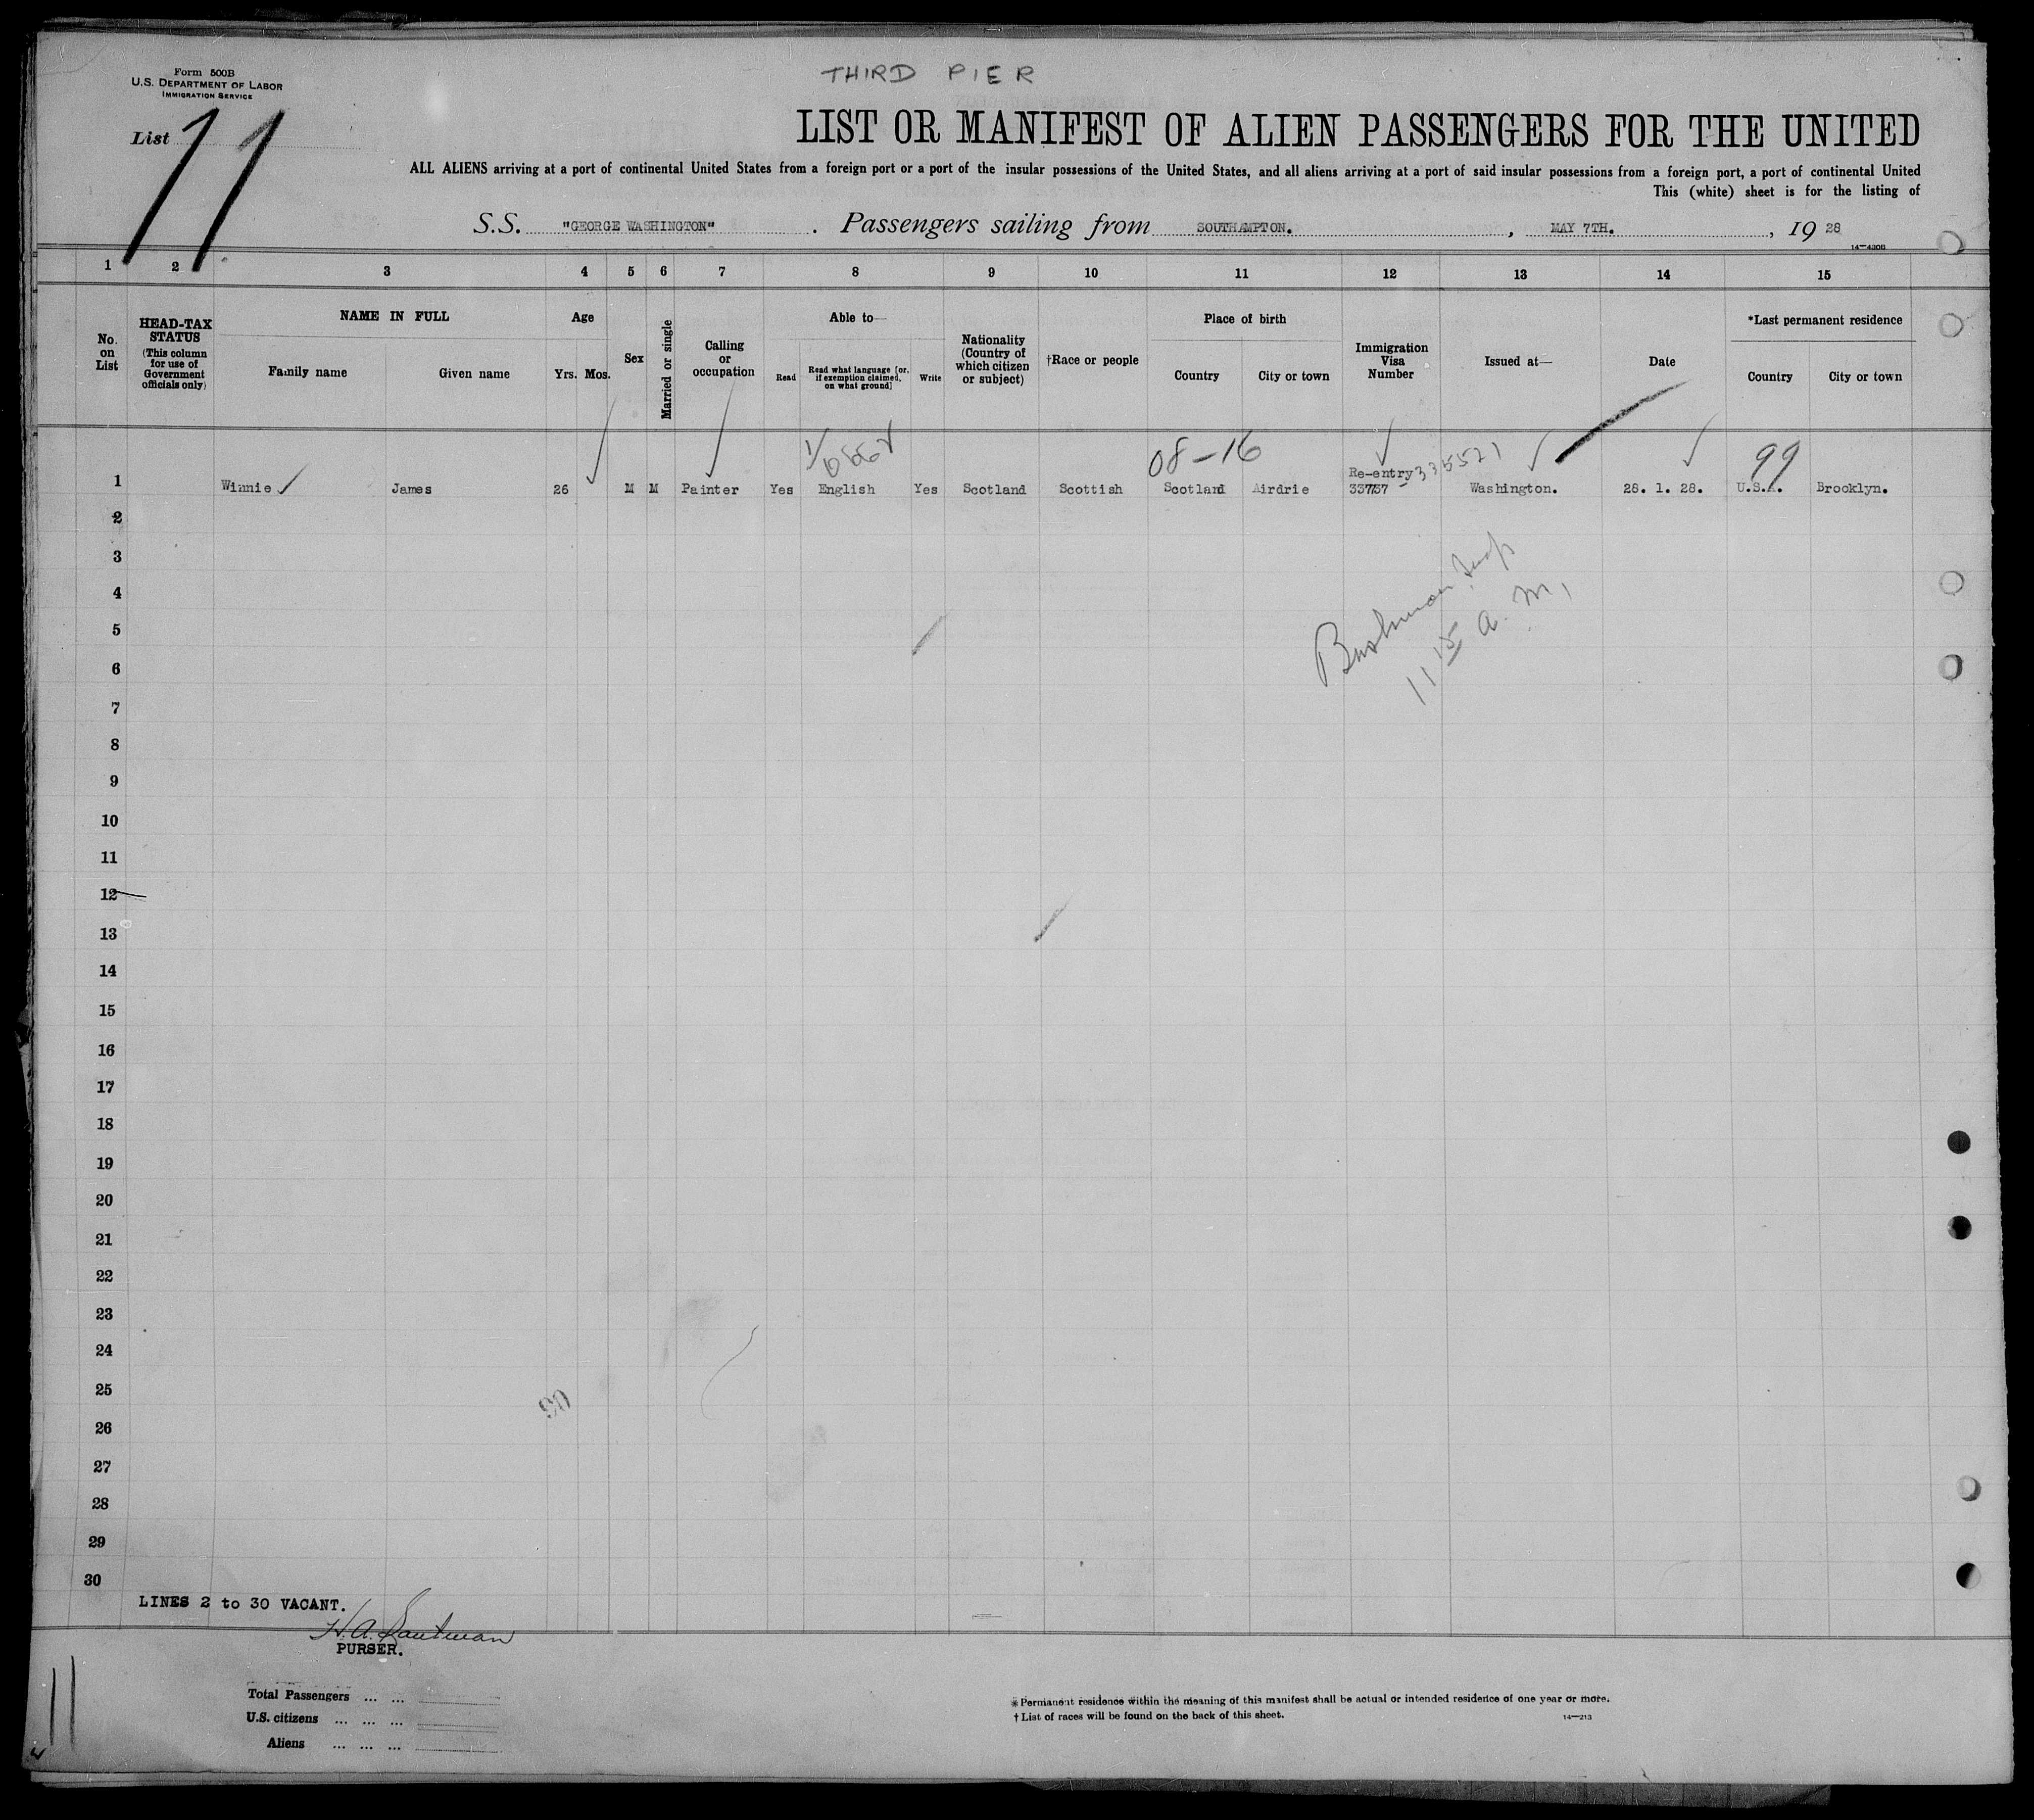 THIRD PIER
Form 500B
U.S. DEPARTMENT OF LABOR
IMMIGRATION SERVICE
List 11
LIST OR MANIFEST OF ALIEN PASSENGERS FOR THE UNITED
ALL ALIENS arriving at a port of continental United States from a foreign port or a port of the insular possessions of the United States, and all aliens arriving at a port of said insular possessions from a foreign port, a port of continental United
This (white) sheet is for the listing of
S.S. "GEORGE WASHINGTON" . Passengers sailing from SOUTHAMPTON. , MAY 7TH. , 19 28
14—4208
1 2 3 4 5 6 7 8 9 10 11 12 13 14 15
No. on List
HEAD-TAX STATUS
(This column for use of Government officials only)
NAME IN FULL
Family name Given name
Age
Yrs. Mos.
Sex
Married or single
Calling or occupation
Able to—
Read
Read what language [or, if exemption claimed, on what ground]
Write
Nationality (Country of which citizen or subject)
†Race or people
Place of birth
Country City or town
Immigration Visa Number
Issued at—
Date
*Last permanent residence
Country City or town
08-16 99
Re-entry 335521
1 Winnie James 26 M M Painter Yes English Yes Scotland Scottish Scotland Airdrie 33737 Washington. 28. 1. 28. U.S.A. Brooklyn.
2
3
4
Bushman, Insp
5
11 15 A. M.
6
7
8
9
10
11
12
13
14
15
16
17
18
19
20
21
22
23
24
25
26
27
28
29
30
LINES 2 to 30 VACANT.
H. A.
PURSER.
11
Total Passengers ... ...
U.S. citizens ... ... ...
Aliens ... ... ...
*Permanent residence within the meaning of this manifest shall be actual or intended residence of one year or more.
†List of races will be found on the back of this sheet.
14—213